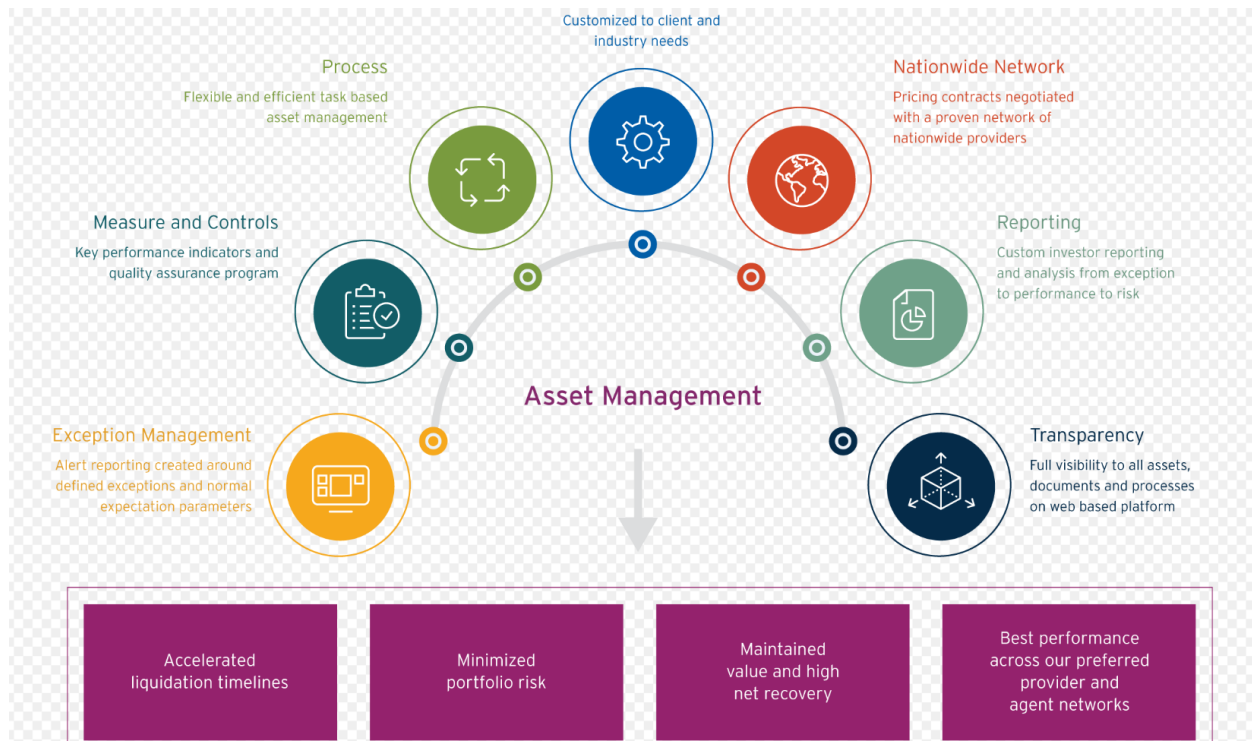 Customized to client and
industry needs
Process
Flexible and efficient task based
asset management
Nationwide Network
Pricing contracts negotiated
with a proven network of
nationwide providers
Measure and Controls
Key performance indicators and
quality assurance program
Reporting
Custom investor reporting
and analysis from exception
to performance to risk
Asset Management
Exception Management
Alert reporting created around
defined exceptions and normal
expectation parameters
Transparency
Full visibility to all assets,
documents and processes
on web based platform
Accelerated
liquidation timelines
Minimized
portfolio risk
Maintained
value and high
net recovery
Best performance
across our preferred
provider and
agent networks